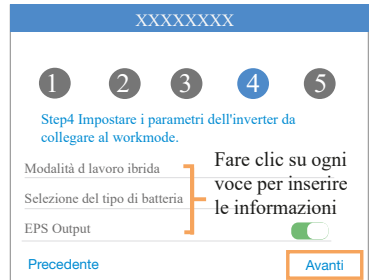 XXXXXXXX
1 2 3 4 5
Step4 Impostare i parametri dell'inverter da
collegare al workmode.
Modalità d lavoro ibrida
Selezione del tipo di batteria
EPS Output
Fare clic su ogni
voce per inserire
le informazioni
Precedente Avanti